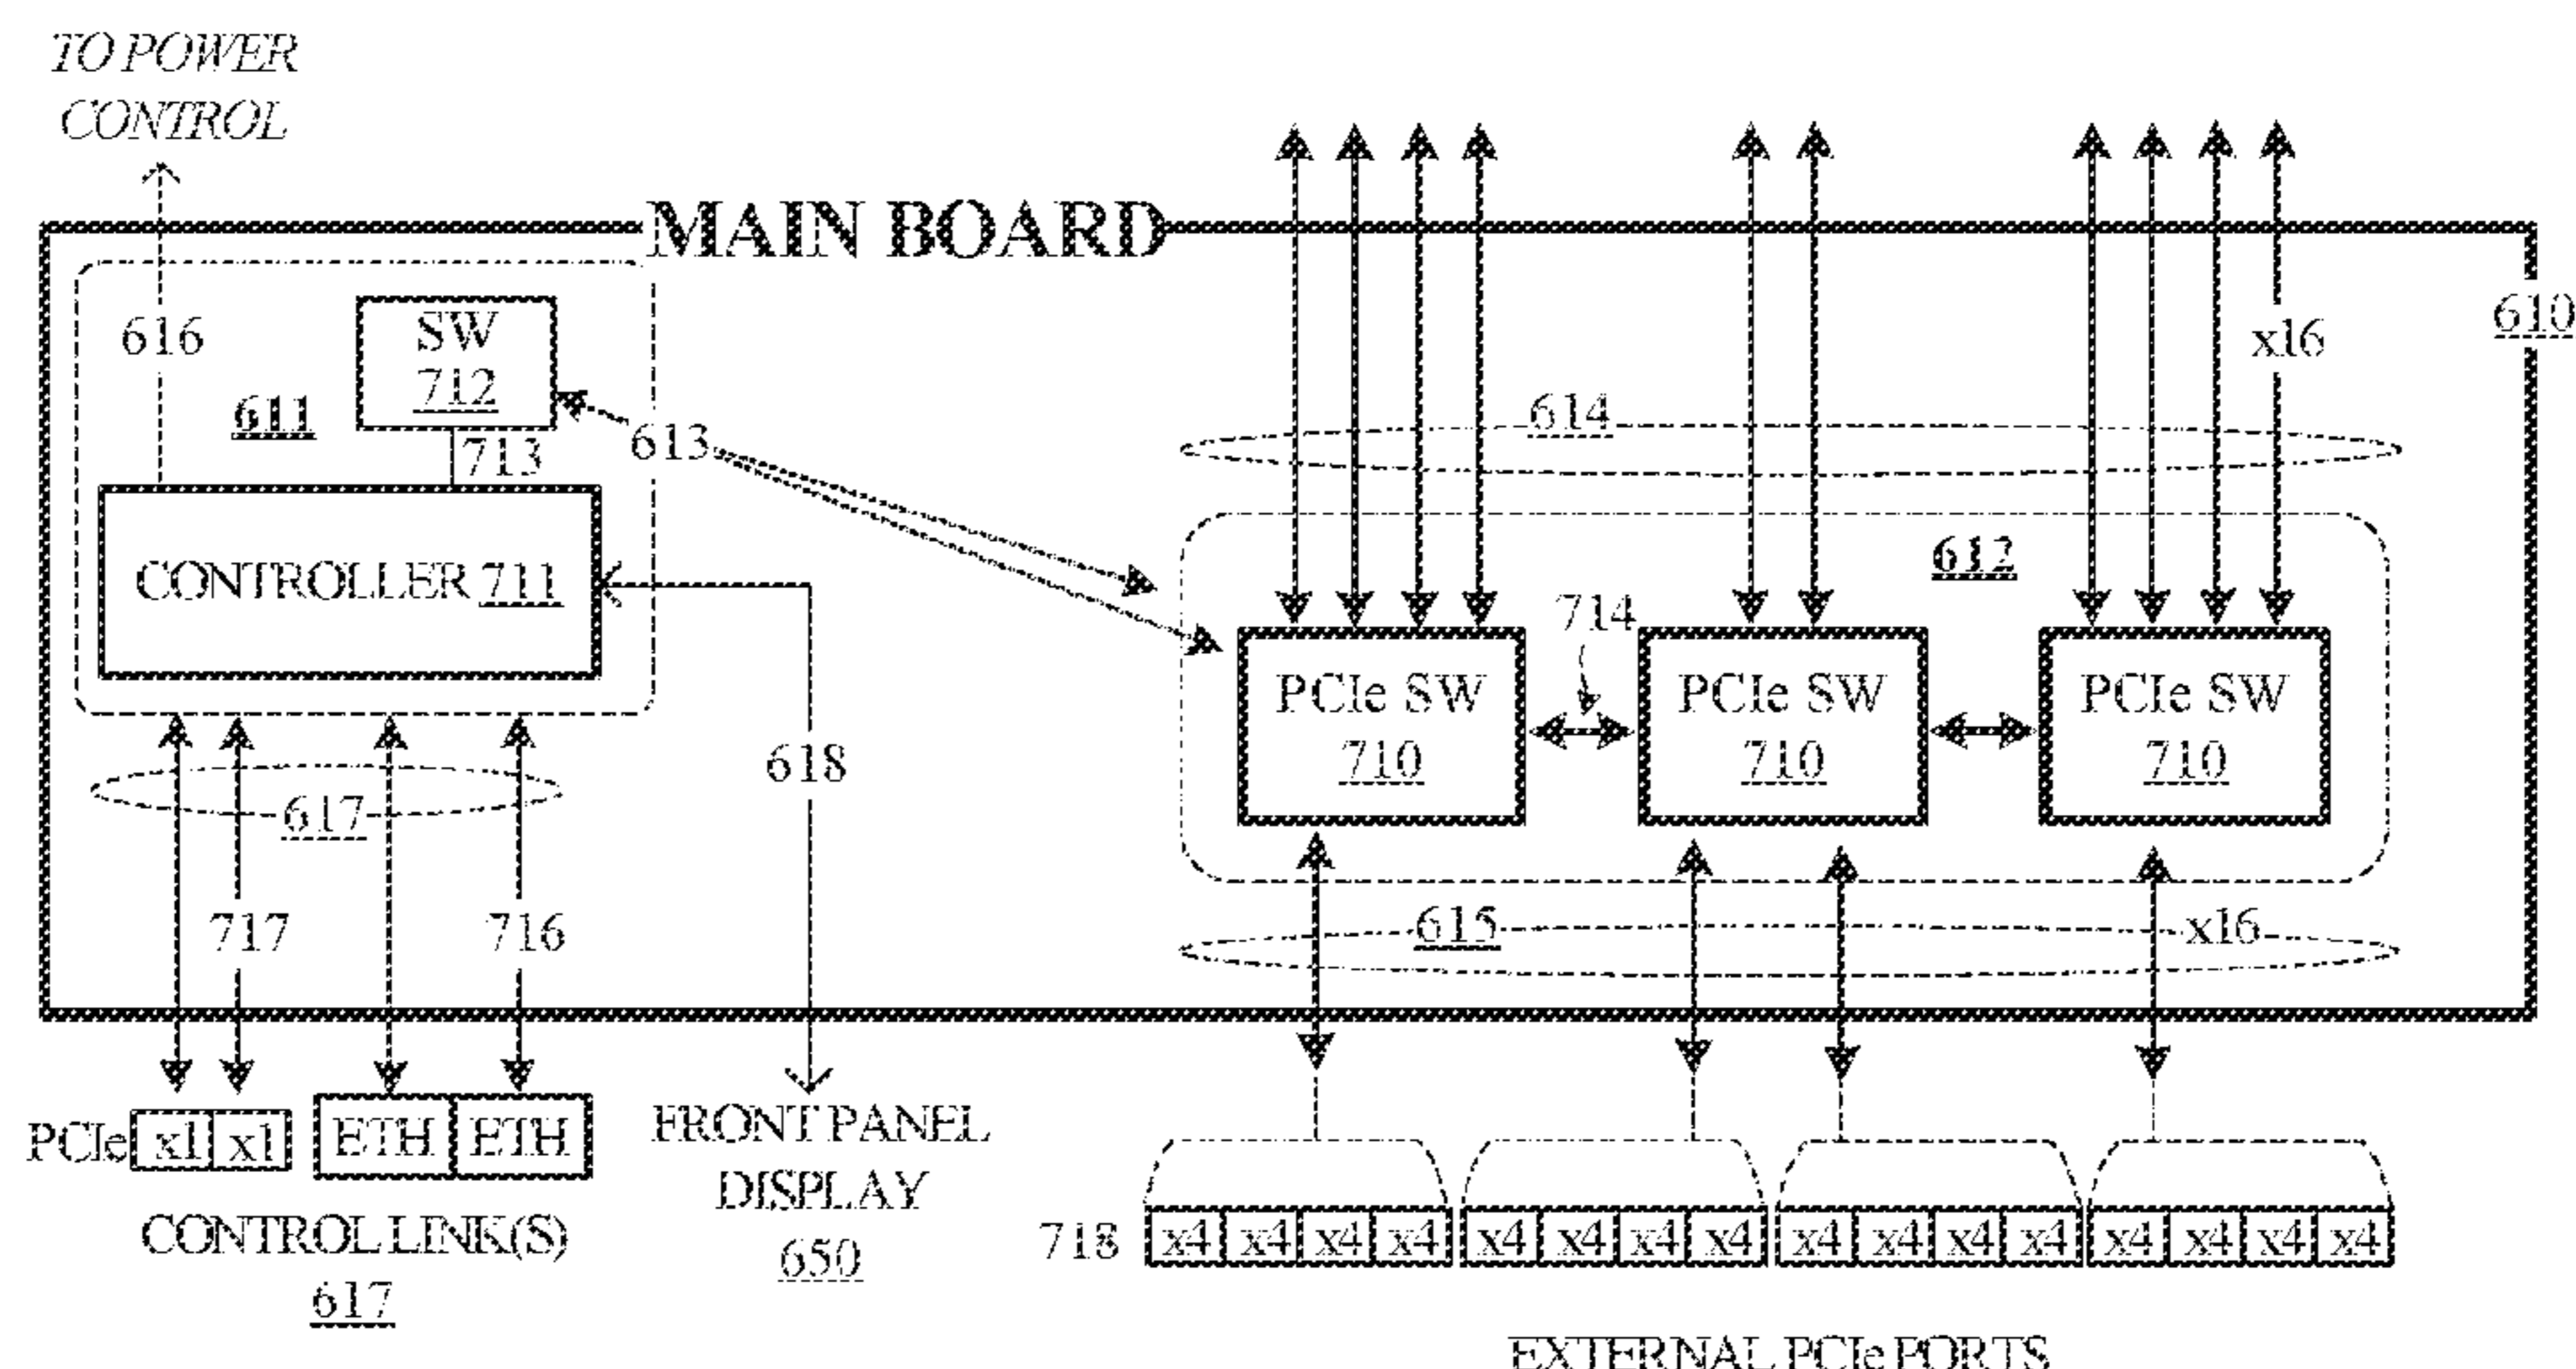 TO POWER
CONTROL
MAIN BOARD
610
616
SW
712
x16
611
614
613
713
612
CONTROLLER 711
714
PCIe SW
710
PCIe SW
710
PCIe SW
710
618
617
717
716
615
x16
PCIe x1 x1
ETH ETH
FRONT PANEL
DISPLAY
650
CONTROL LINK(S)
617
718 x4 x4 x4 x4 x4 x4 x4 x4 x4 x4 x4 x4 x4 x4 x4 x4
EXTERNAL PCIe PORTS